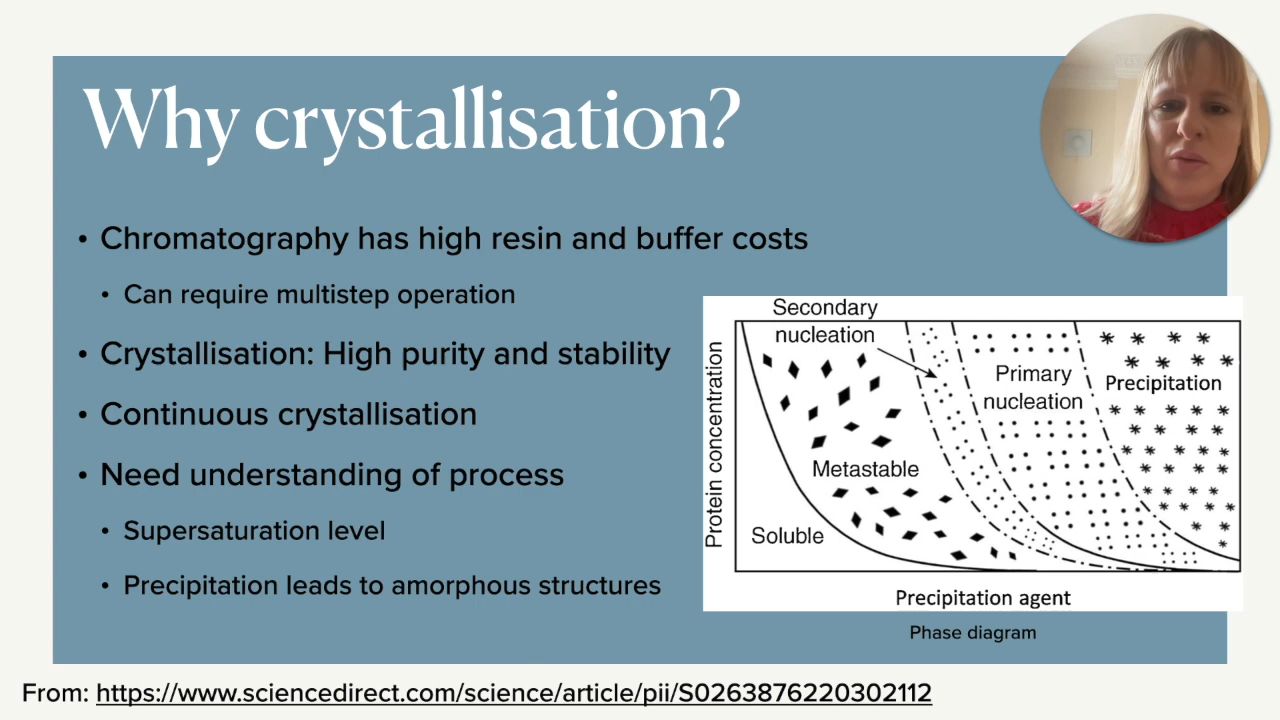 Why crystallisation?
• Chromatography has high resin and buffer costs
• Can require multistep operation
• Crystallisation: High purity and stability
• Continuous crystallisation
• Need understanding of process
• Supersaturation level
• Precipitation leads to amorphous structures
Secondary
nucleation
Primary
nucleation
Precipitation
Metastable
Soluble
Protein concentration
Precipitation agent
Phase diagram
From: https://www.sciencedirect.com/science/article/pii/S0263876220302112